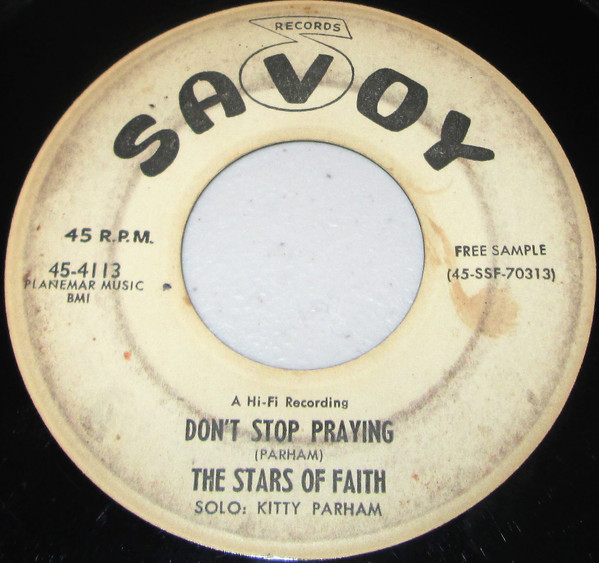 RECORDS
SAVOY
45 R.P.M.
45-4113
PLANEMAR MUSIC
BMI
FREE SAMPLE
(45-SSF-70313)
A Hi-Fi Recording
DON'T STOP PRAYING
(PARHAM)
THE STARS OF FAITH
SOLO: KITTY PARHAM